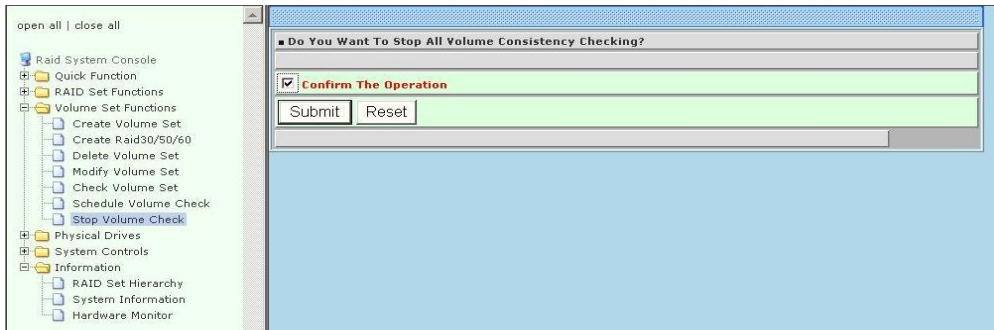 open all | close all
Raid System Console
Quick Function
RAID Set Functions
Volume Set Functions
Create Volume Set
Create Raid30/50/60
Delete Volume Set
Modify Volume Set
Check Volume Set
Schedule Volume Check
Stop Volume Check
Physical Drives
System Controls
Information
RAID Set Hierarchy
System Information
Hardware Monitor
Do You Want To Stop All Volume Consistency Checking?
Confirm The Operation
Submit Reset